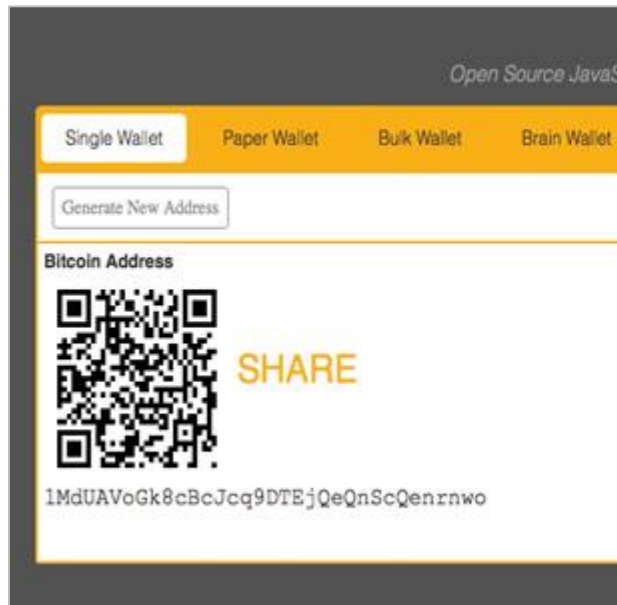 Open Source JavaS
Single Wallet Paper Wallet Bulk Wallet Brain Wallet
Generate New Address
Bitcoin Address
SHARE
1MdUAVoGk8cBcJcq9DTEjQeQnScQenrnwo